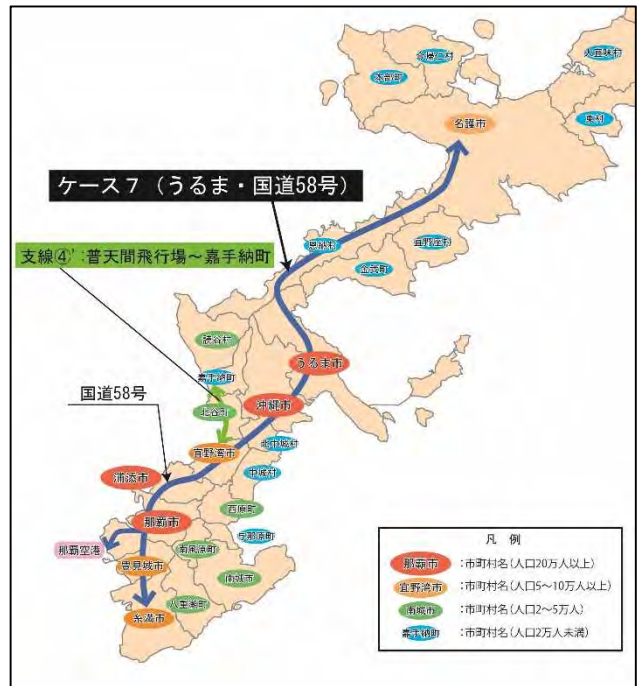 今帰仁村
大宜味村
本部町
東村
名護市
ケース7（うるま・国道58号）
恩納村
宜野座村
金武町
支線④’:普天間飛行場～嘉手納町
読谷村
うるま市
嘉手納町
国道58号
北谷町
沖縄市
北中城村
宜野湾市
中城村
浦添市
西原町
那覇市
与那原町
那覇空港
南風原町
豊見城市
南城市
八重瀬町
糸満市
凡 例
那覇市 :市町村名(人口20万人以上)
宜野湾市 :市町村名(人口5～10万人以上)
南城市 :市町村名(人口2～5万人)
嘉手納町 :市町村名(人口2万人未満)